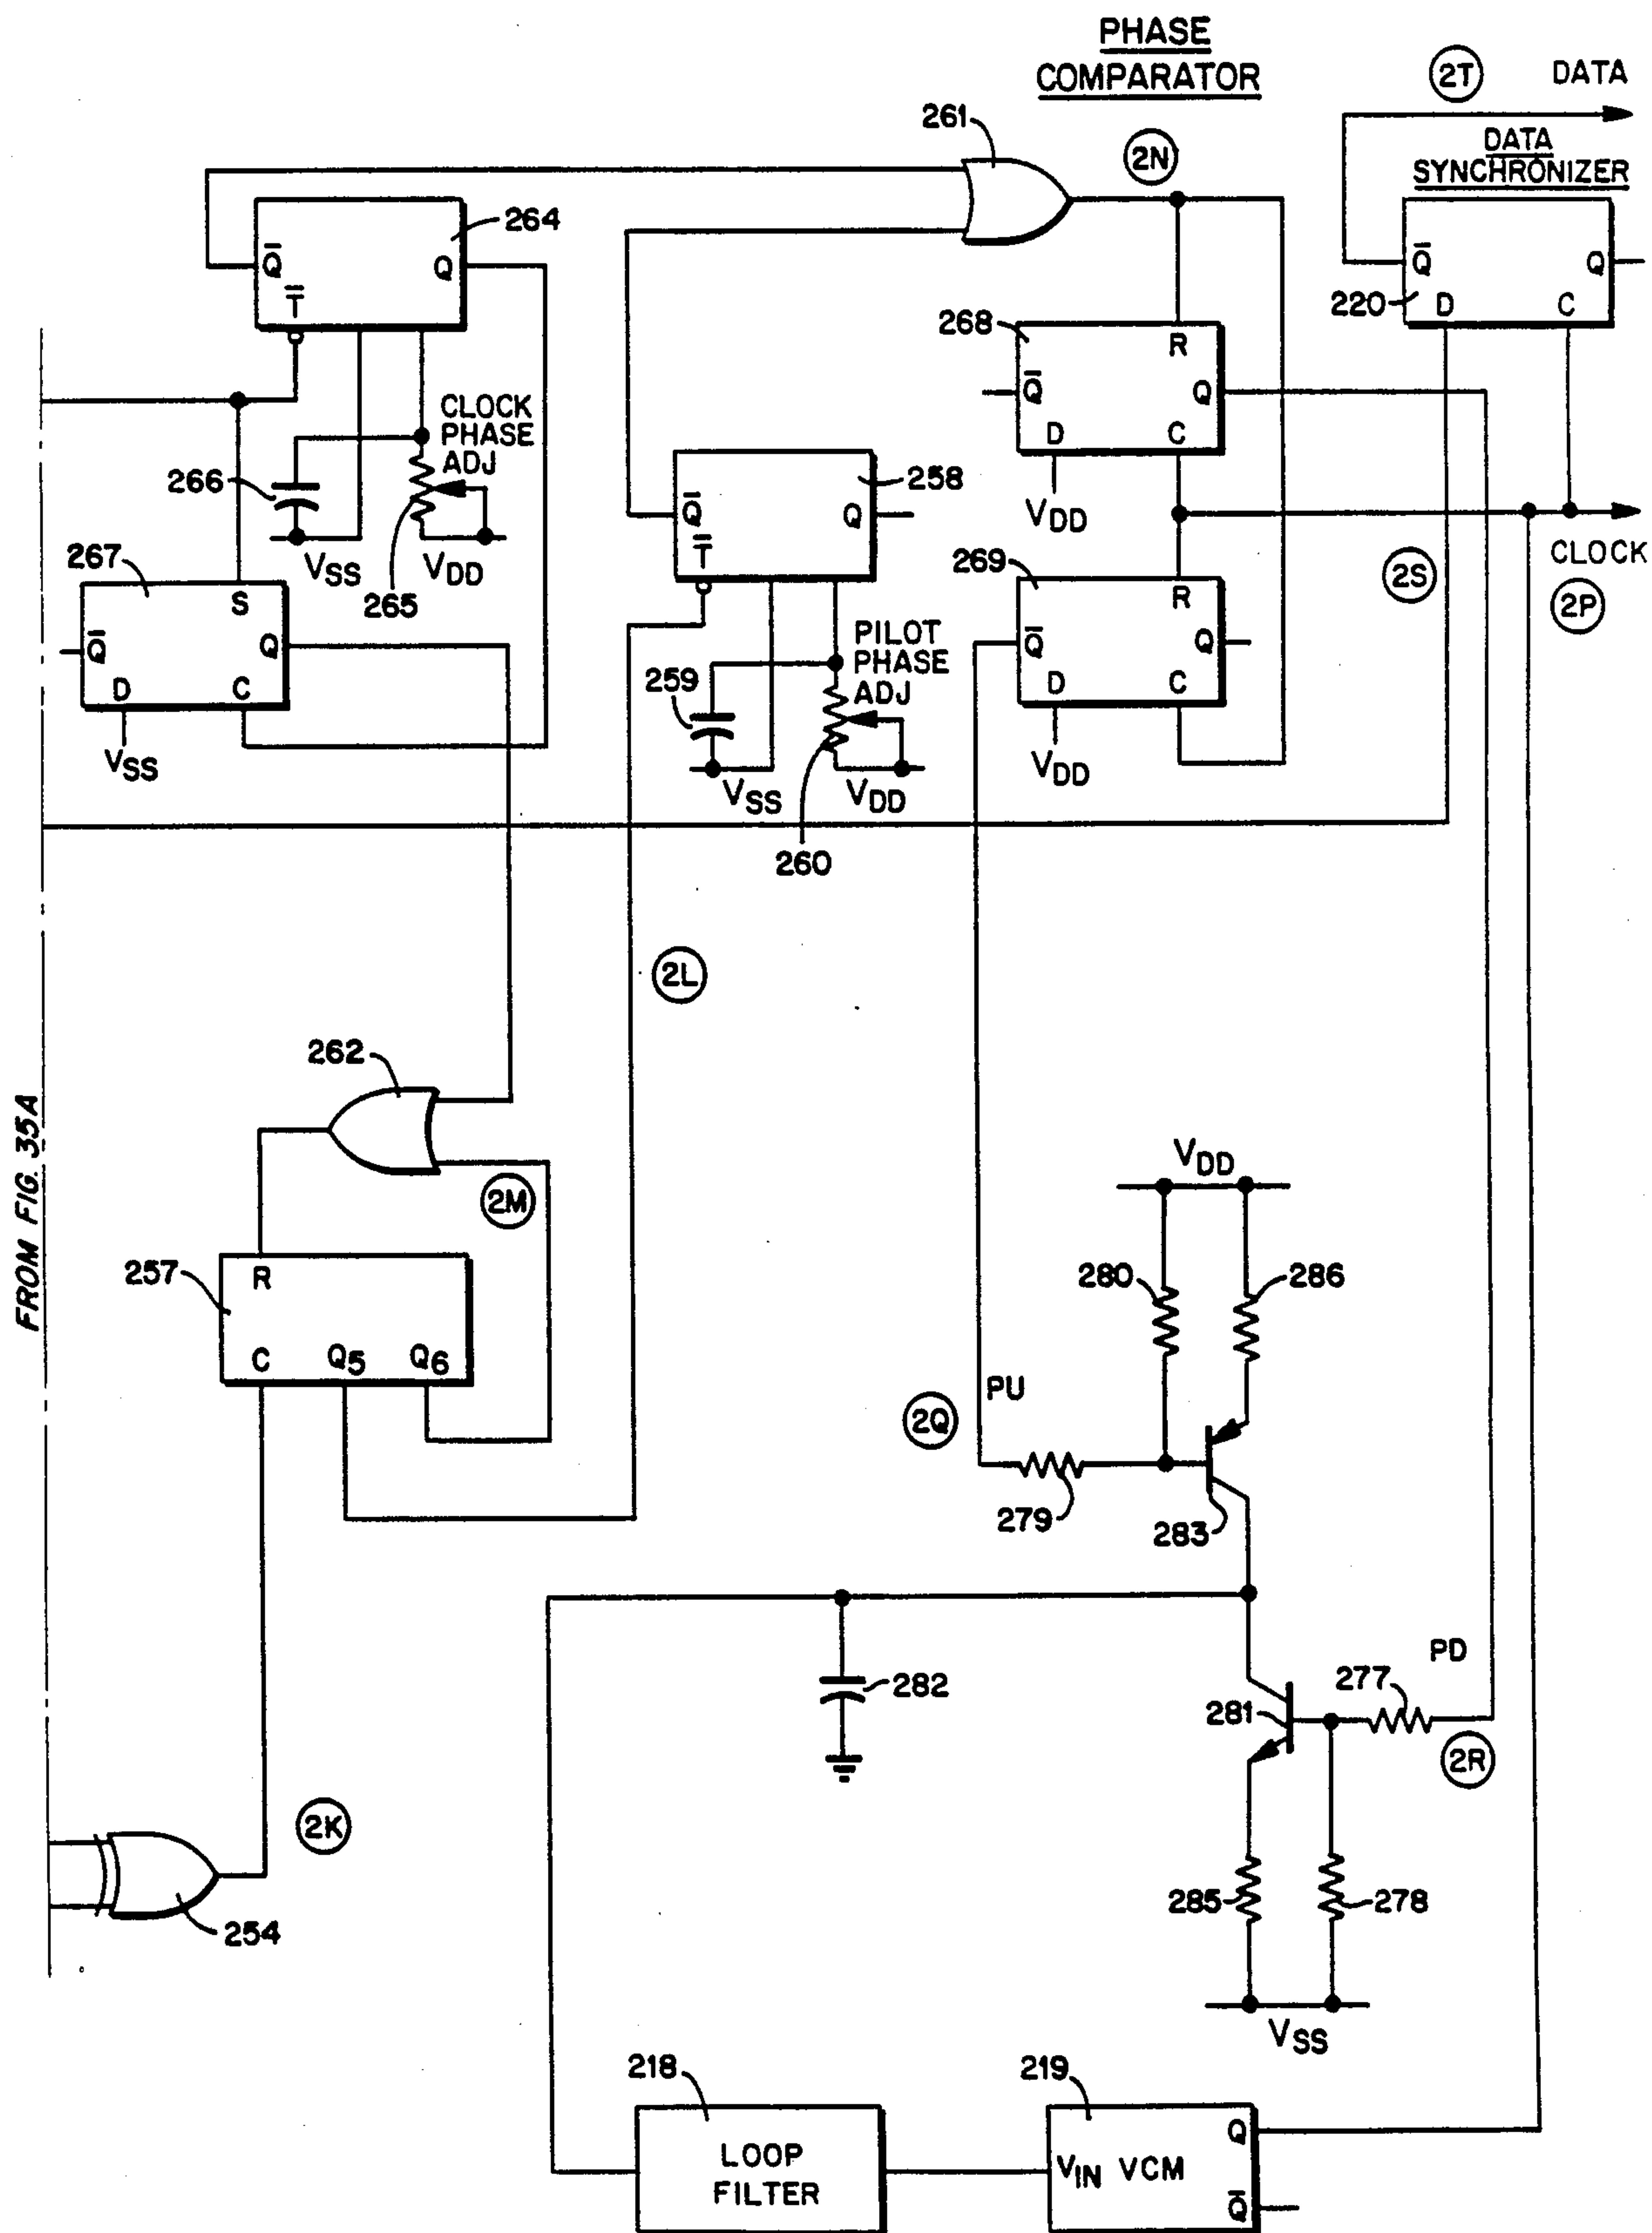 PHASE
COMPARATOR
2T
DATA
261
2N
DATA
SYNCHRONIZER
264
Q̅
Q
T̅
Q̅
Q
220
D
C
268
R
Q̅
Q
D
C
VDD
CLOCK
PHASE
ADJ
266
VSS
VDD
265
258
Q̅
Q
T̅
267
S
Q̅
Q
D
C
VSS
269
R
Q̅
Q
D
C
VDD
2S
CLOCK
2P
PILOT
PHASE
ADJ
259
VSS
VDD
260
2L
262
2M
FROM FIG. 35A
257
R
C
Q5
Q6
VDD
280
286
PU
2Q
279
283
282
PD
277
281
2R
2K
254
285
278
VSS
218
LOOP
FILTER
219
Q
VIN VCM
Q̅